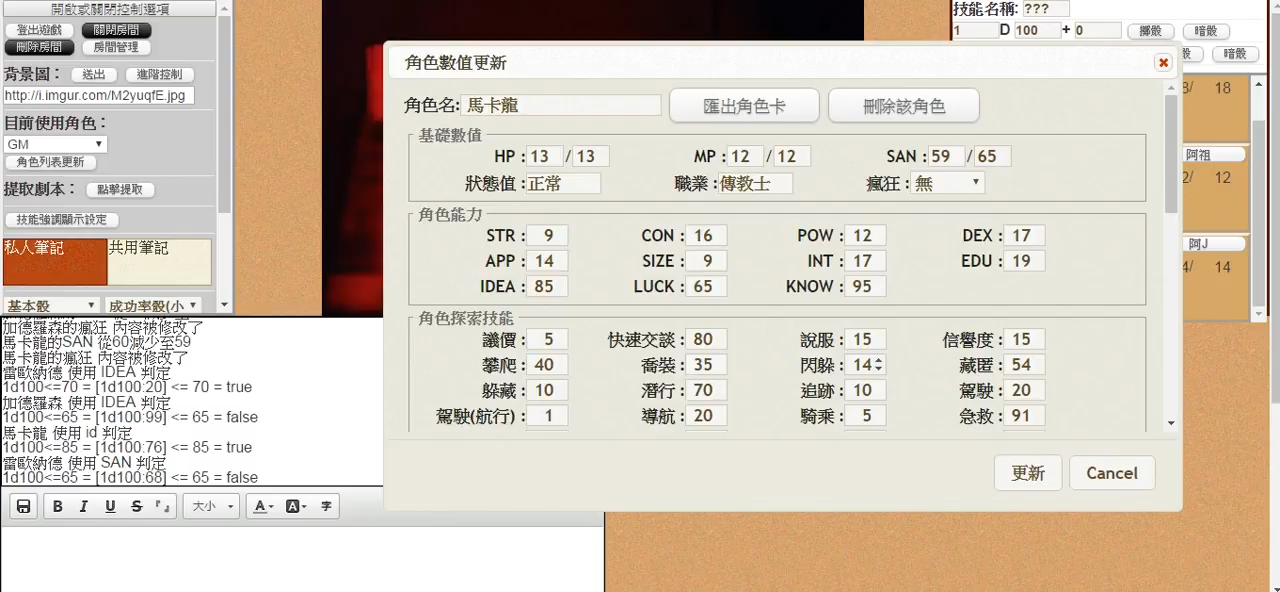 開啟或關閉控制選項
登出遊戲 關閉房間
刪除房間 房間管理
背景圖： 送出 進階控制
http://i.imgur.com/M2yuqfE.jpg
目前使用角色：
GM
角色列表更新
提取劇本： 點擊提取
技能強調顯示設定
私人筆記 共用筆記
基本骰 成功率骰(小
加德羅森的瘋狂 內容被修改了
馬卡龍的SAN 從60減少至59
馬卡龍的瘋狂 內容被修改了
雷歐納德 使用 IDEA 判定
1d100<=70 = [1d100:20] <= 70 = true
加德羅森 使用 IDEA 判定
1d100<=65 = [1d100:99] <= 65 = false
馬卡龍 使用 id 判定
1d100<=85 = [1d100:76] <= 85 = true
雷歐納德 使用 SAN 判定
1d100<=65 = [1d100:68] <= 65 = false
B I U S 『』 大小 A A 字
角色數值更新
角色名: 馬卡龍 匯出角色卡 刪除該角色
基礎數值
HP : 13 / 13 MP : 12 / 12 SAN : 59 / 65
狀態值 : 正常 職業 : 傳教士 瘋狂 : 無
角色能力
STR : 9 CON : 16 POW : 12 DEX : 17
APP : 14 SIZE : 9 INT : 17 EDU : 19
IDEA : 85 LUCK : 65 KNOW : 95
角色探索技能
議價 : 5 快速交談 : 80 說服 : 15 信譽度 : 15
攀爬 : 40 喬裝 : 35 閃躲 : 14 藏匿 : 54
躲藏 : 10 潛行 : 70 追跡 : 10 駕駛 : 20
駕駛(航行) : 1 導航 : 20 騎乘 : 5 急救 : 91
更新 Cancel
技能名稱: ???
1 D 100 + 0 擲骰 暗骰
骰 暗骰
3/ 18
阿祖
2/ 12
阿J
4/ 14